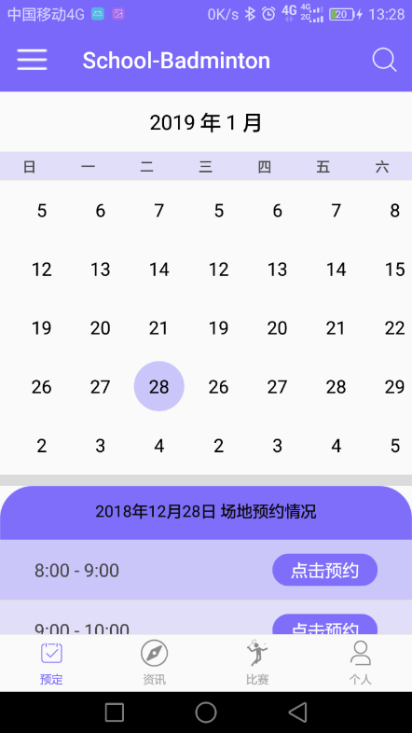 中国移动4G 0K/s 4G 4G 2G 20 13:28
School-Badminton
2019 年 1 月
日 一 二 三 四 五 六
5 6 7 5 6 7 8
12 13 14 12 13 14 15
19 20 21 19 20 21 22
26 27 28 26 27 28 29
2 3 4 2 3 4 5
2018年12月28日 场地预约情况
8:00 - 9:00 点击预约
9:00 - 10:00 点击预约
预定 资讯 比赛 个人